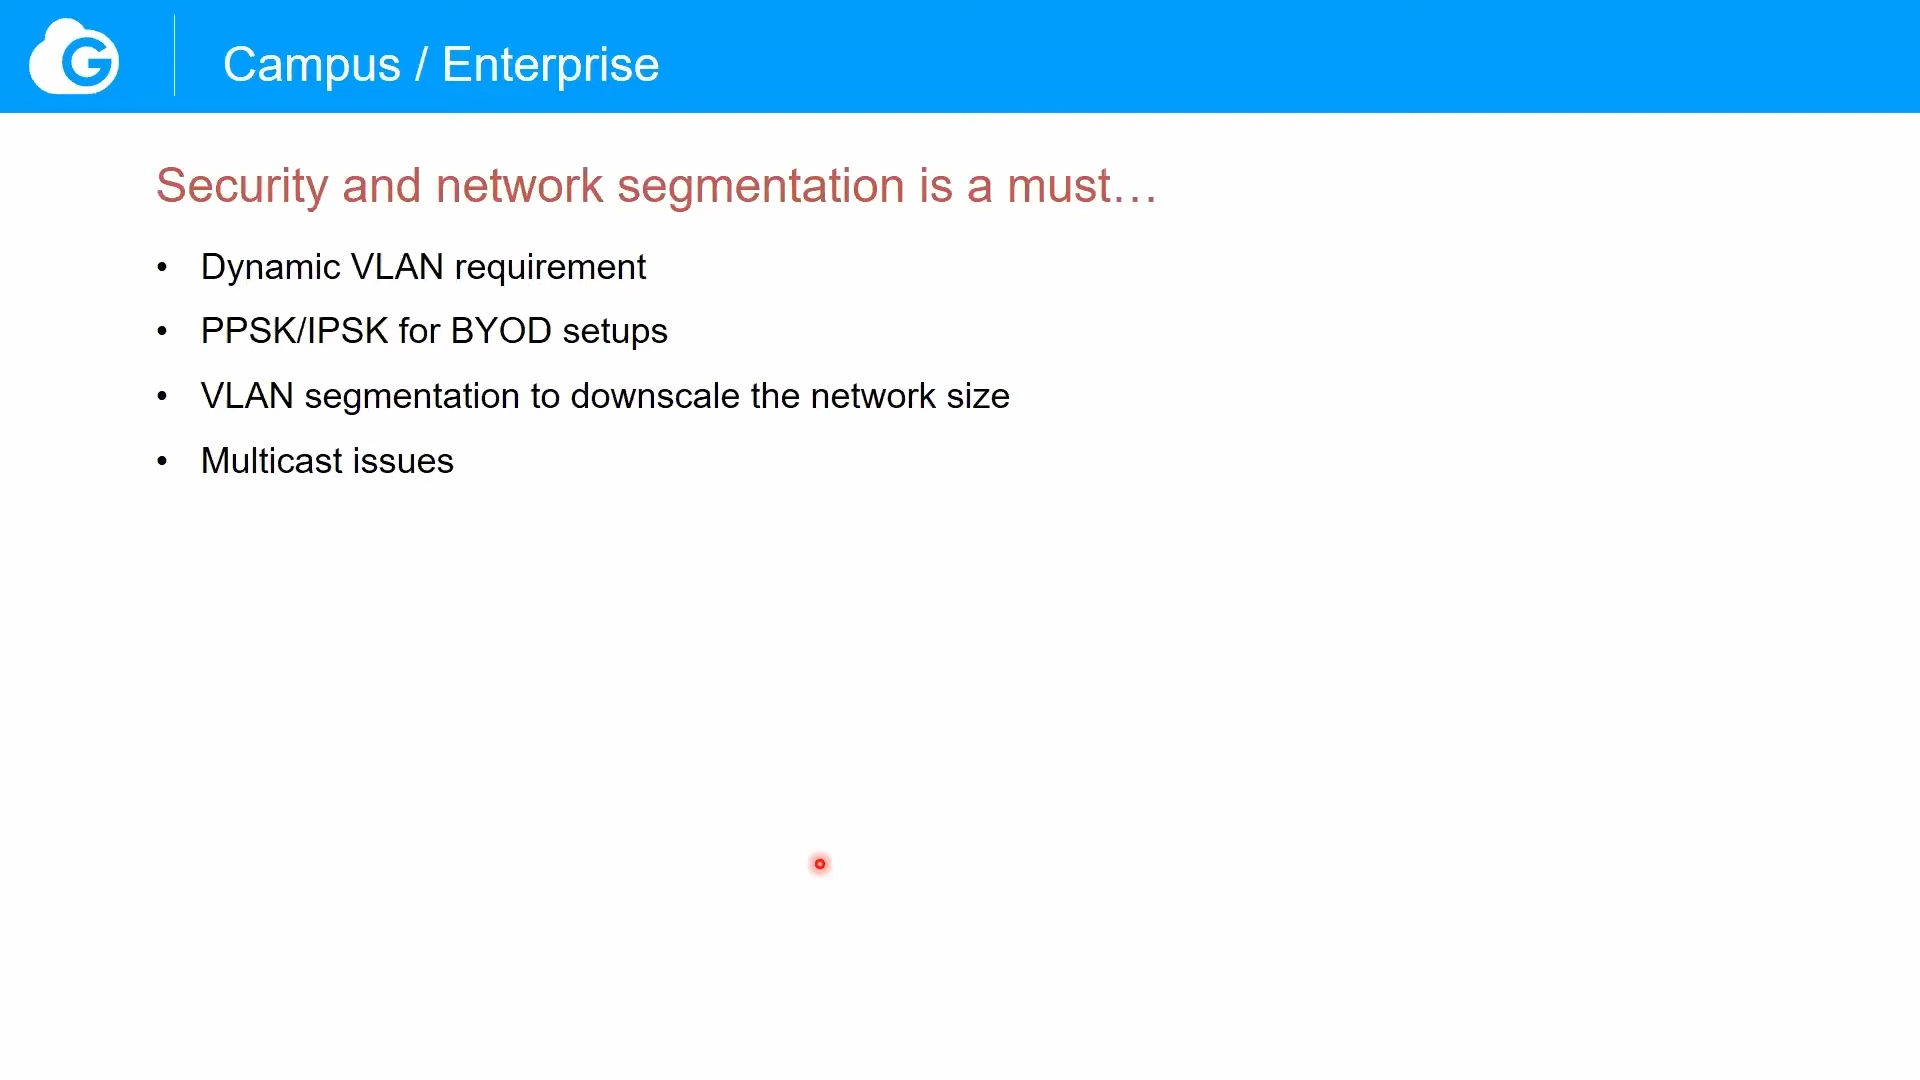 G
Campus / Enterprise
Security and network segmentation is a must…
• Dynamic VLAN requirement
• PPSK/IPSK for BYOD setups
• VLAN segmentation to downscale the network size
• Multicast issues